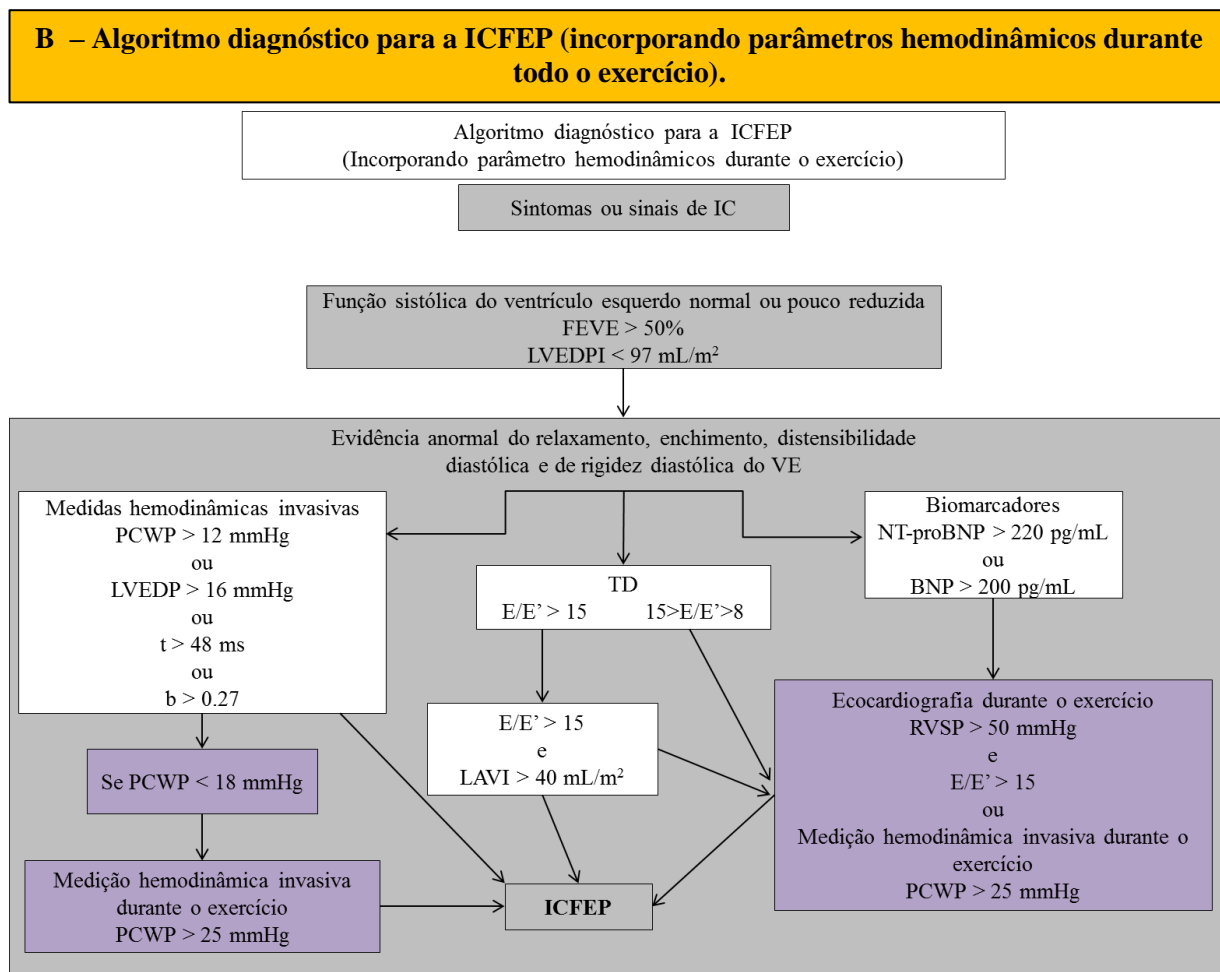 B – Algoritmo diagnóstico para a ICFEP (incorporando parâmetros hemodinâmicos durante
todo o exercício).
Algoritmo diagnóstico para a ICFEP
(Incorporando parâmetro hemodinâmicos durante o exercício)
Sintomas ou sinais de IC
Função sistólica do ventrículo esquerdo normal ou pouco reduzida
FEVE > 50%
LVEDPI < 97 mL/m²
Evidência anormal do relaxamento, enchimento, distensibilidade
diastólica e de rigidez diastólica do VE
Medidas hemodinâmicas invasivas
PCWP > 12 mmHg
ou
LVEDP > 16 mmHg
ou
t > 48 ms
ou
b > 0.27
Se PCWP < 18 mmHg
Medição hemodinâmica invasiva
durante o exercício
PCWP > 25 mmHg
TD
E/E’ > 15 15>E/E’>8
E/E’ > 15
e
LAVI > 40 mL/m²
ICFEP
Biomarcadores
NT-proBNP > 220 pg/mL
ou
BNP > 200 pg/mL
Ecocardiografia durante o exercício
RVSP > 50 mmHg
e
E/E’ > 15
ou
Medição hemodinâmica invasiva durante o
exercício
PCWP > 25 mmHg